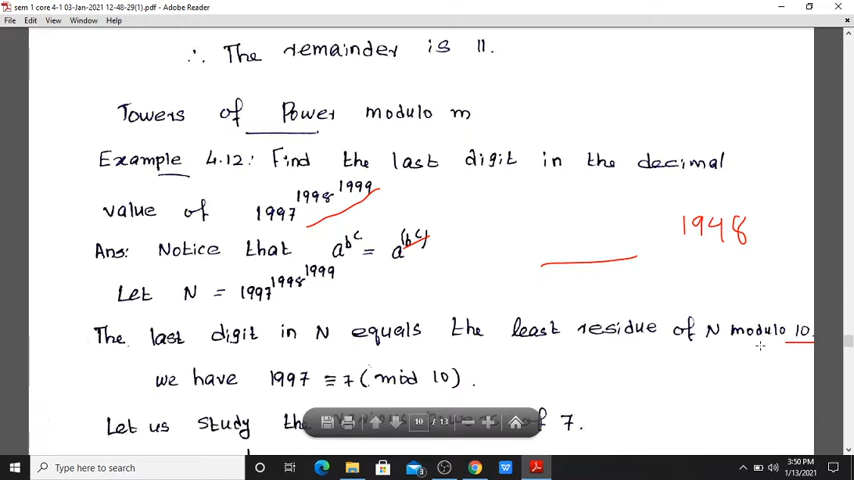 sem 1 core 4-1 03-Jan-2021 12-48-29(1).pdf - Adobe Reader
File Edit View Window Help
∴ The remainder is 11.
Towers of Power modulo m
Example 4.12: Find the last digit in the decimal
value of 1997^1998^1999
1948
Ans: Notice that a^b^c = a^(b^c)
Let N = 1997^1998^1999
The last digit in N equals the least residue of N modulo 10.
we have 1997 ≡ 7 (mod 10).
Let us study the of 7.
10 / 13
Type here to search
3
W
3:50 PM
1/13/2021